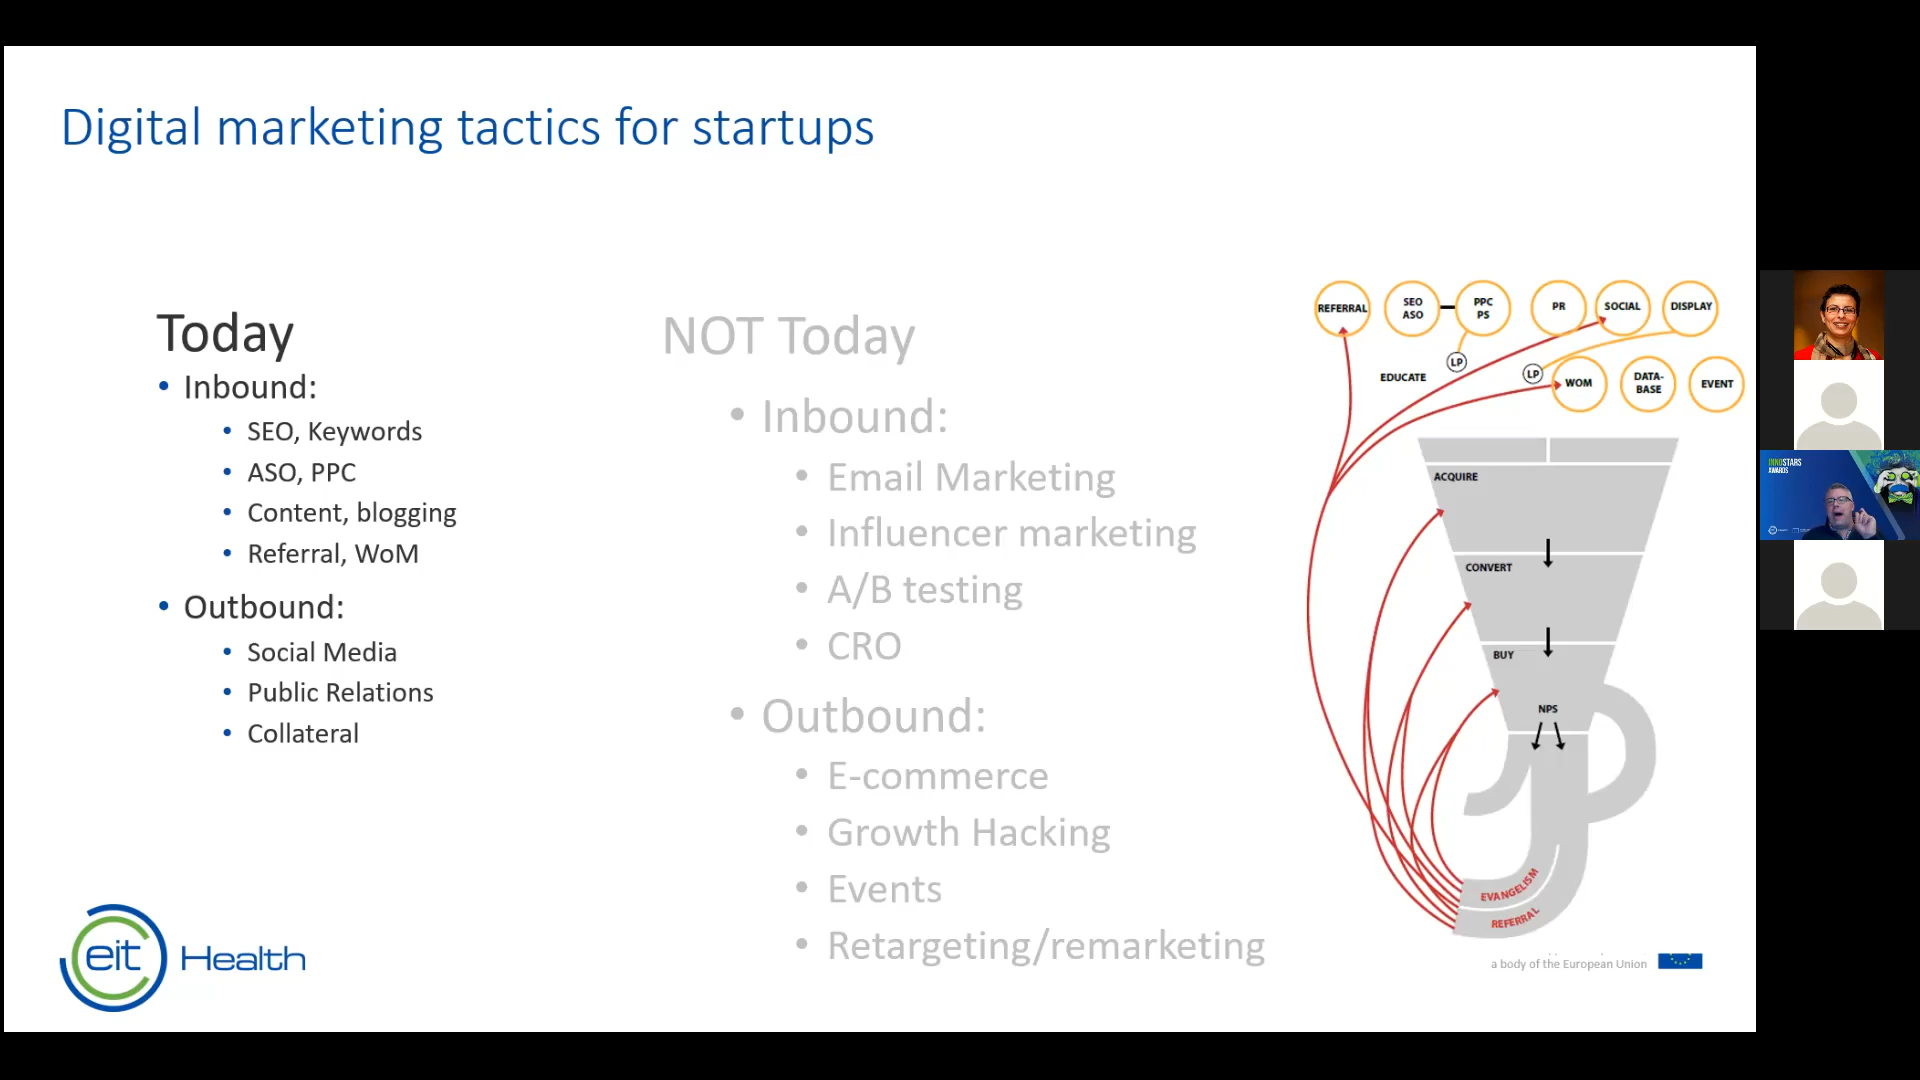 Digital marketing tactics for startups
Today
• Inbound:
• SEO, Keywords
• ASO, PPC
• Content, blogging
• Referral, WoM
• Outbound:
• Social Media
• Public Relations
• Collateral
NOT Today
• Inbound:
• Email Marketing
• Influencer marketing
• A/B testing
• CRO
• Outbound:
• E-commerce
• Growth Hacking
• Events
• Retargeting/remarketing
REFERRAL
SEO
ASO
PPC
PS
PR
SOCIAL
DISPLAY
LP
LP
EDUCATE
WOM
DATA-
BASE
EVENT
ACQUIRE
CONVERT
BUY
NPS
EVANGELISM
REFERRAL
eit Health
a body of the European Union
INNOSTARS
AWARDS